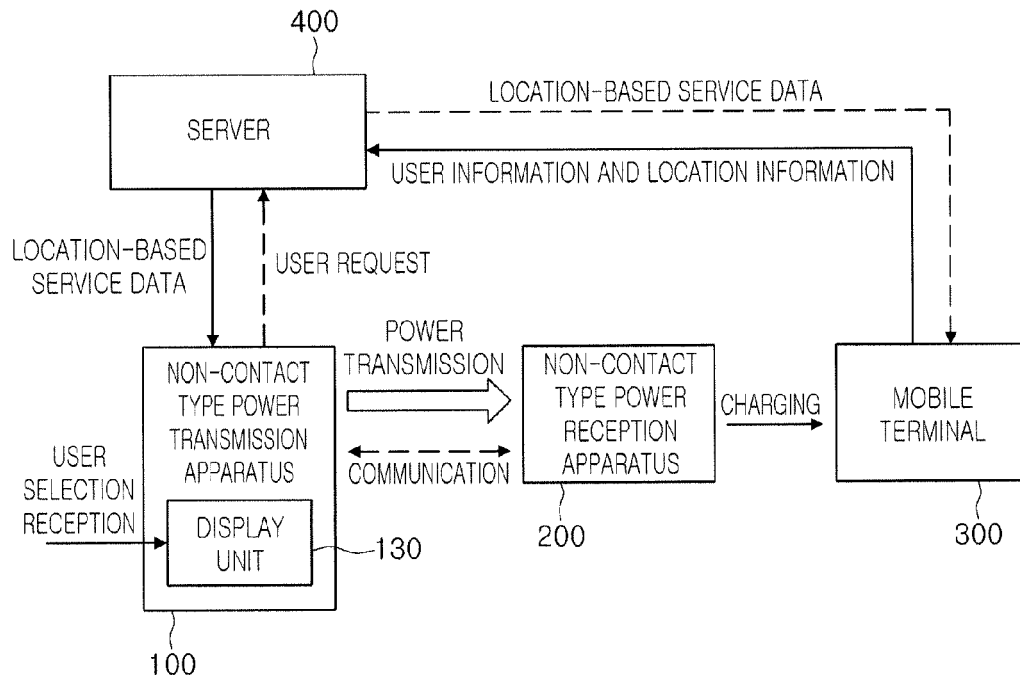 400
SERVER
LOCATION-BASED SERVICE DATA
USER INFORMATION AND LOCATION INFORMATION
LOCATION-BASED
SERVICE DATA
USER REQUEST
POWER
TRANSMISSION
NON-CONTACT
TYPE POWER
TRANSMISSION
APPARATUS
COMMUNICATION
NON-CONTACT
TYPE POWER
RECEPTION
APPARATUS
CHARGING
MOBILE
TERMINAL
USER
SELECTION
RECEPTION
DISPLAY
UNIT
130
200
300
100